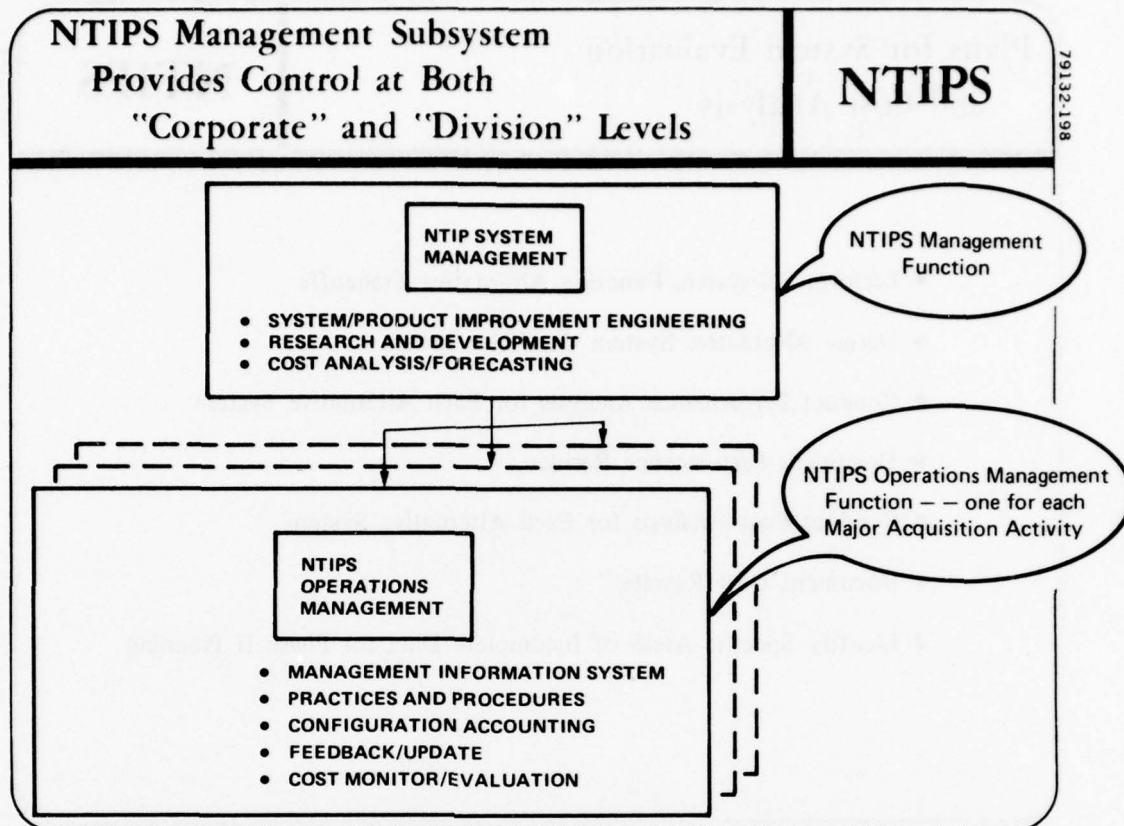 NTIPS Management Subsystem
Provides Control at Both
"Corporate" and "Division" Levels
NTIPS
79132-198
NTIP SYSTEM
MANAGEMENT
• SYSTEM/PRODUCT IMPROVEMENT ENGINEERING
• RESEARCH AND DEVELOPMENT
• COST ANALYSIS/FORECASTING
NTIPS Management
Function
NTIPS Operations Management
Function — — one for each
Major Acquisition Activity
NTIPS
OPERATIONS
MANAGEMENT
• MANAGEMENT INFORMATION SYSTEM
• PRACTICES AND PROCEDURES
• CONFIGURATION ACCOUNTING
• FEEDBACK/UPDATE
• COST MONITOR/EVALUATION